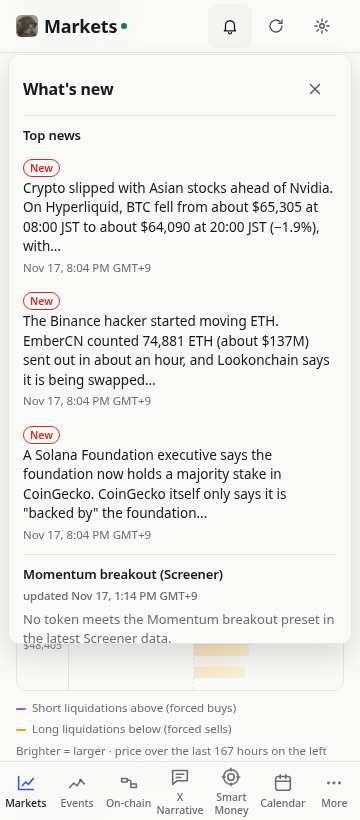 Markets
What's new
Top news
New
Crypto slipped with Asian stocks ahead of Nvidia.
On Hyperliquid, BTC fell from about $65,305 at
08:00 JST to about $64,090 at 20:00 JST (−1.9%),
with...
Nov 17, 8:04 PM GMT+9
New
The Binance hacker started moving ETH.
EmberCN counted 74,881 ETH (about $137M)
sent out in about an hour, and Lookonchain says
it is being swapped...
Nov 17, 8:04 PM GMT+9
New
A Solana Foundation executive says the
foundation now holds a majority stake in
CoinGecko. CoinGecko itself only says it is
"backed by" the foundation...
Nov 17, 8:04 PM GMT+9
Momentum breakout (Screener)
updated Nov 17, 1:14 PM GMT+9
No token meets the Momentum breakout preset in
the latest Screener data.
$48,405
Short liquidations above (forced buys)
Long liquidations below (forced sells)
Brighter = larger · price over the last 167 hours on the left
Markets
Events
On-chain
X Narrative
Smart Money
Calendar
More